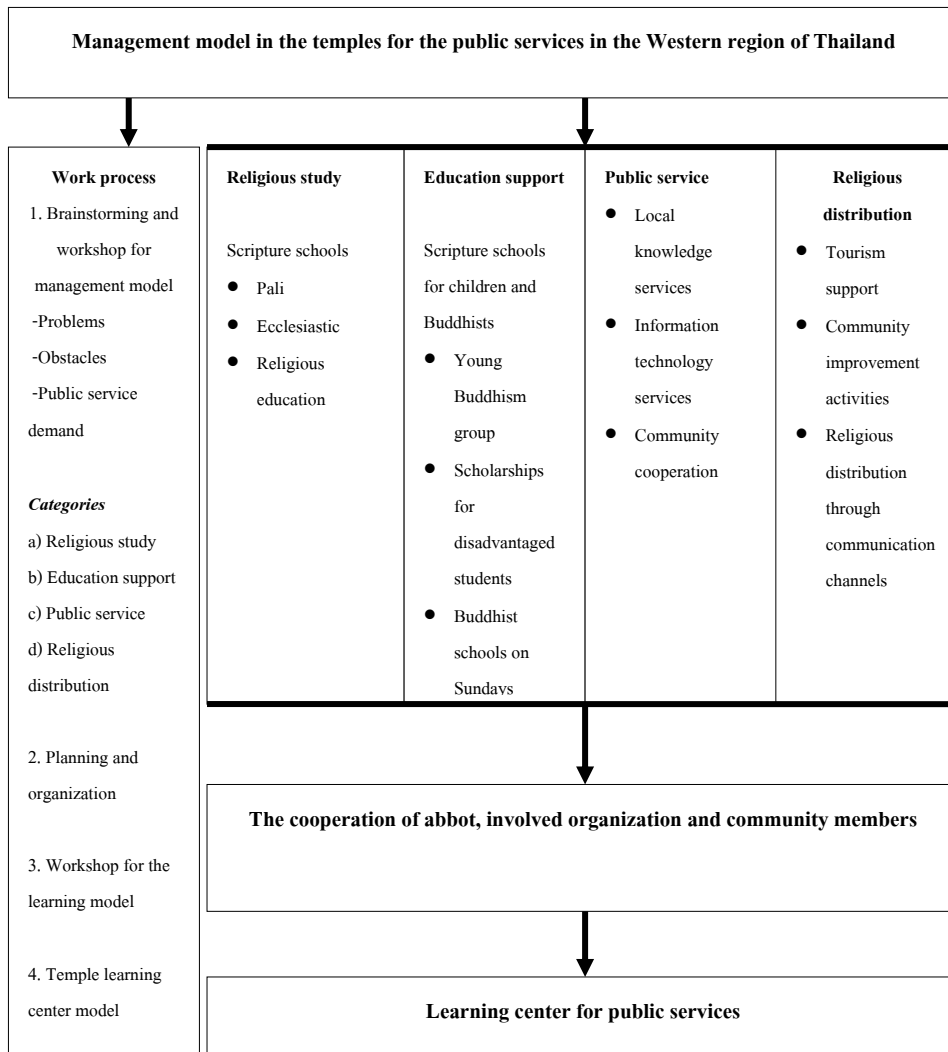 Management model in the temples for the public services in the Western region of Thailand
Work process
1. Brainstorming and
workshop for
management model
-Problems
-Obstacles
-Public service
demand
Categories
a) Religious study
b) Education support
c) Public service
d) Religious
distribution
2. Planning and
organization
3. Workshop for the
learning model
4. Temple learning
center model
Religious study
Scripture schools
● Pali
● Ecclesiastic
● Religious
education
Education support
Scripture schools
for children and
Buddhists
● Young
Buddhism
group
● Scholarships
for
disadvantaged
students
● Buddhist
schools on
Sundays
Public service
● Local
knowledge
services
● Information
technology
services
● Community
cooperation
Religious
distribution
● Tourism
support
● Community
improvement
activities
● Religious
distribution
through
communication
channels
The cooperation of abbot, involved organization and community members
Learning center for public services